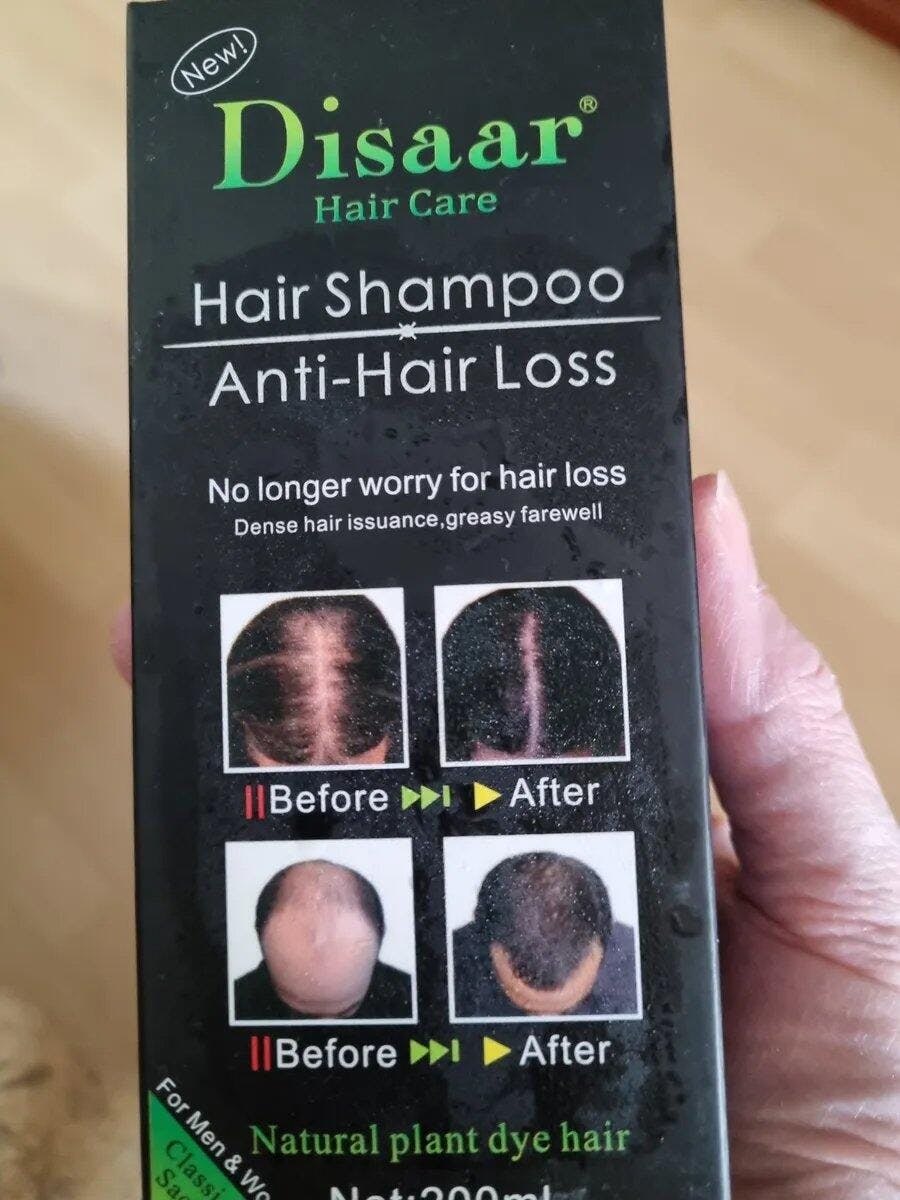 New!
Disaar®
Hair Care
Hair Shampoo
Anti-Hair Loss
No longer worry for hair loss
Dense hair issuance,greasy farewell
Before After
Before After
For Men &
Natural plant dye hair